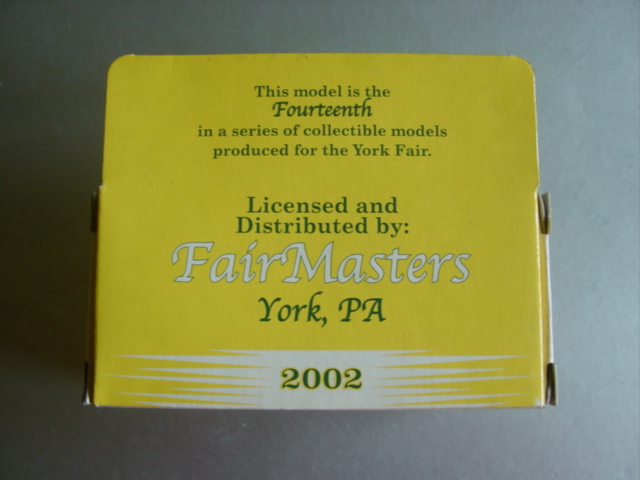 This model is the
Fourteenth
in a series of collectible models
produced for the York Fair.
Licensed and
Distributed by:
FairMasters
York, PA
2002